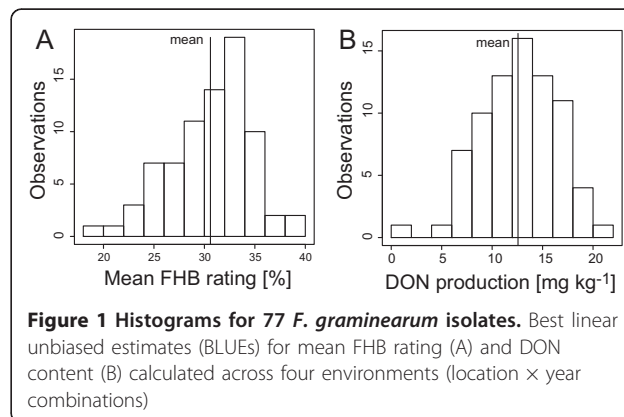 A
mean
Observations
0 5 10 15
20 25 30 35 40
Mean FHB rating [%]
B
mean
Observations
0 5 10 15
0 5 10 15 20
DON production [mg kg-1]
Figure 1 Histograms for 77 F. graminearum isolates. Best linear
unbiased estimates (BLUEs) for mean FHB rating (A) and DON
content (B) calculated across four environments (location × year
combinations)